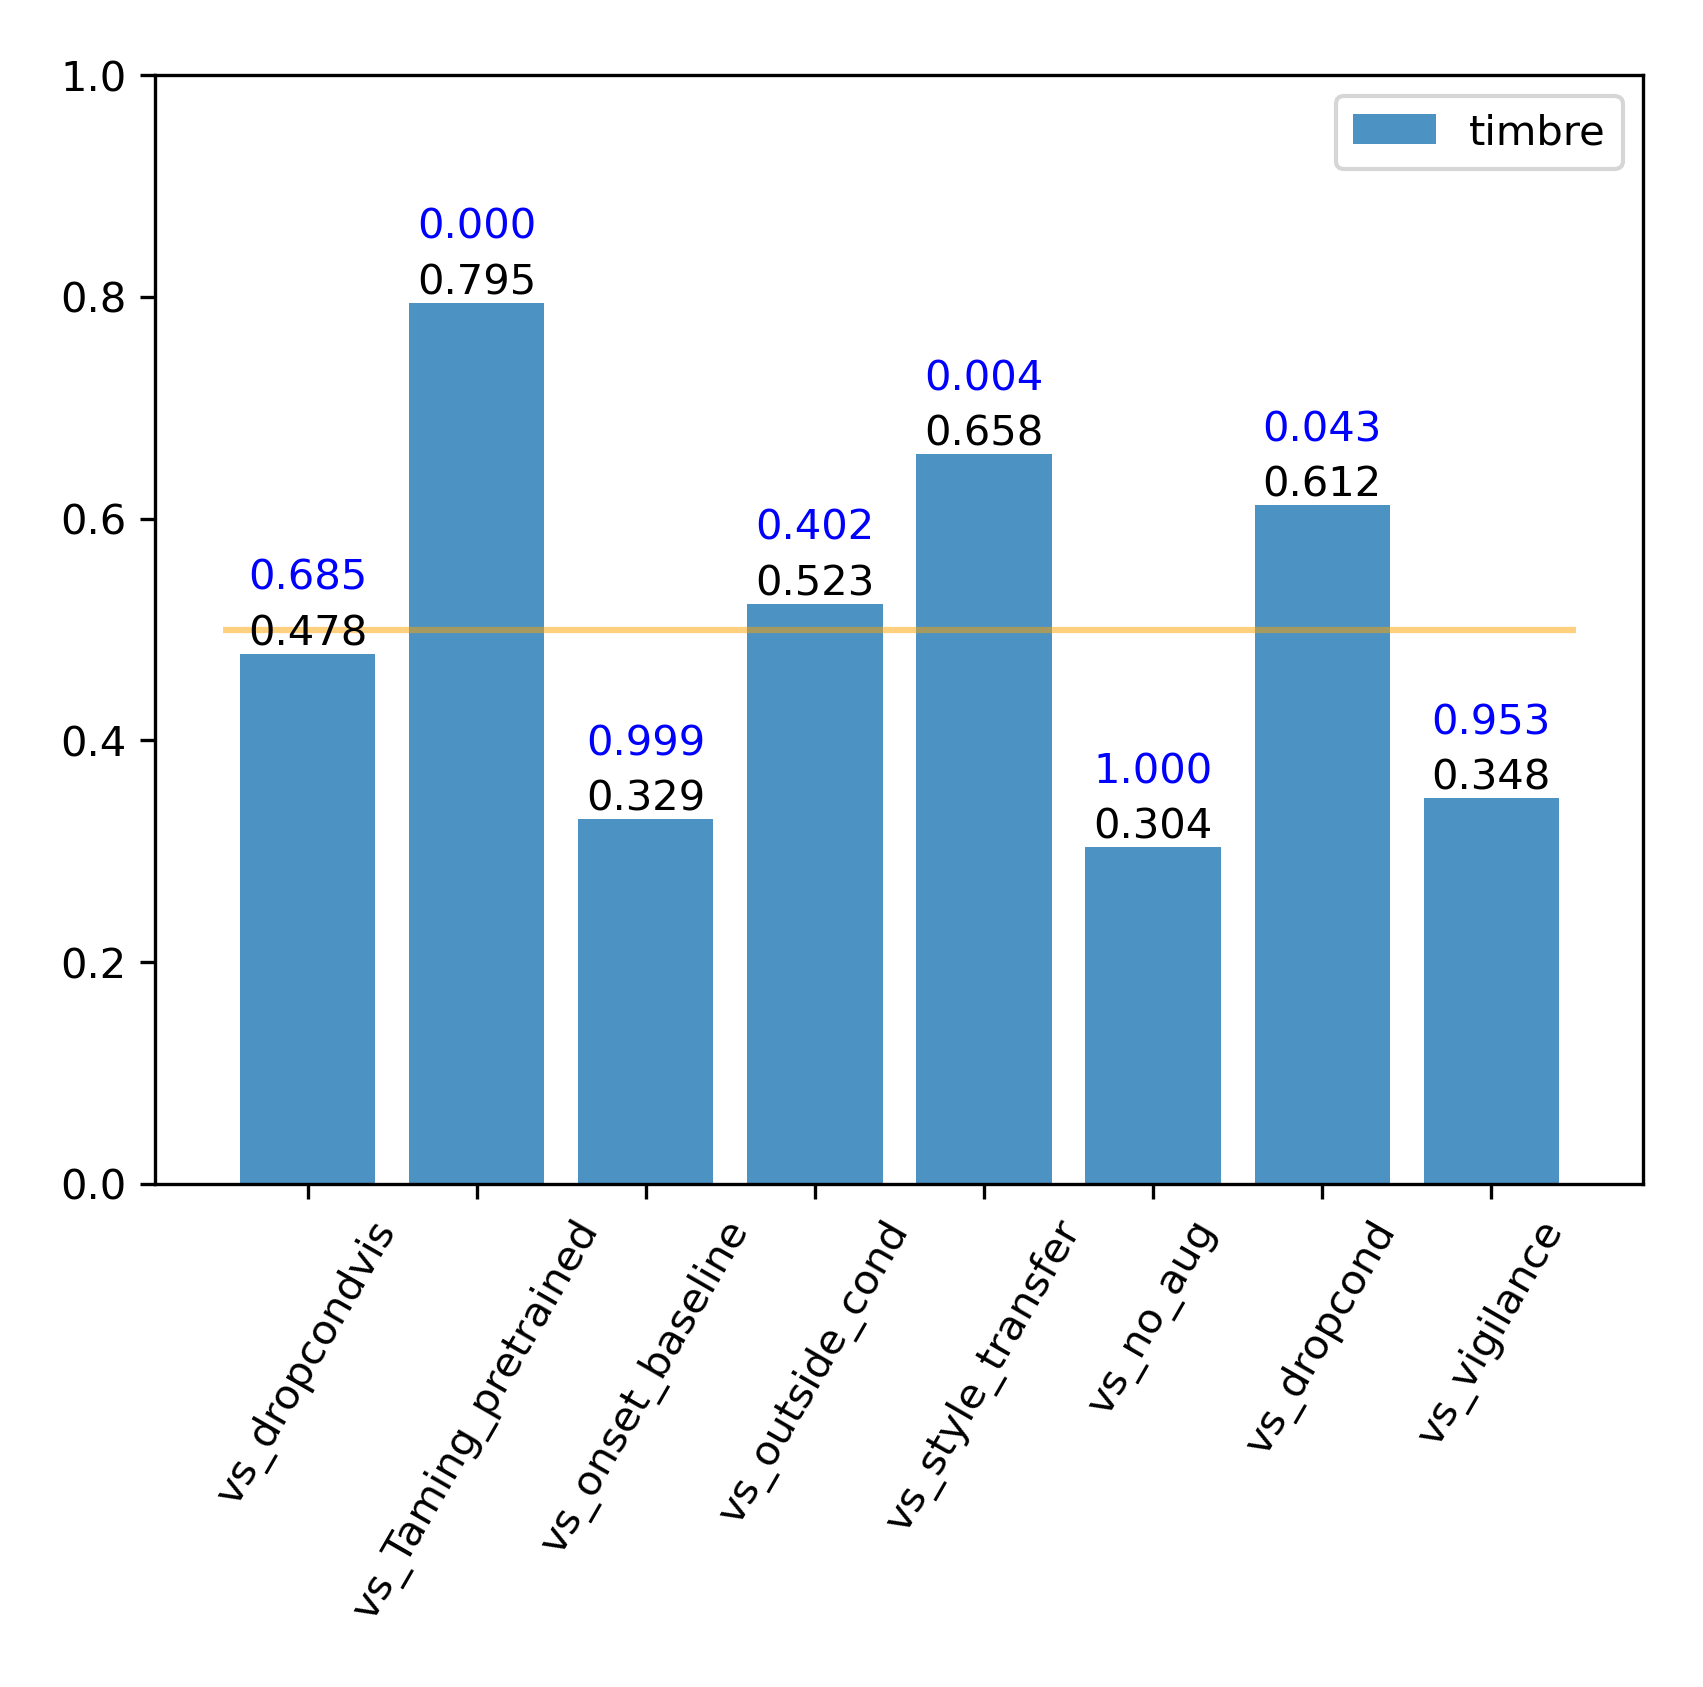 1.0
0.8
0.6
0.4
0.2
0.0
timbre
0.685
0.478
0.000
0.795
0.999
0.329
0.402
0.523
0.004
0.658
1.000
0.304
0.043
0.612
0.953
0.348
vs_dropcondvis
vs_Taming_pretrained
vs_onset_baseline
vs_outside_cond
vs_style_transfer
vs_no_aug
vs_dropcond
vs_vigilance